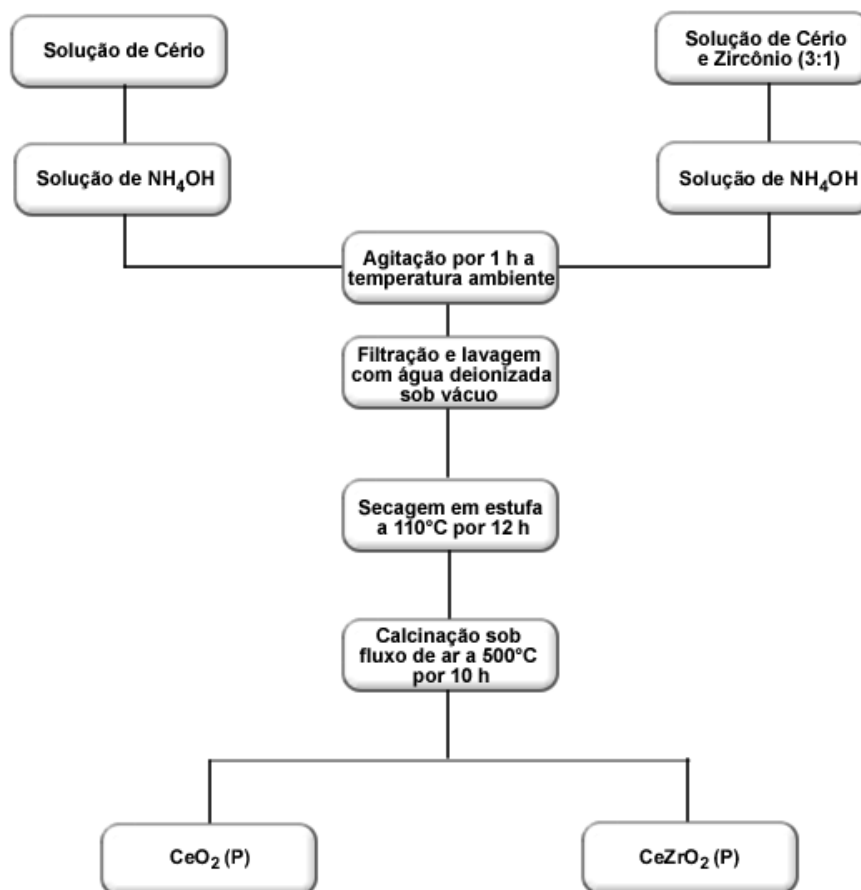 Solução de Cério
Solução de Cério
e Zircônio (3:1)
Solução de NH₄OH
Solução de NH₄OH
Agitação por 1 h a
temperatura ambiente
Filtração e lavagem
com água deionizada
sob vácuo
Secagem em estufa
a 110°C por 12 h
Calcinação sob
fluxo de ar a 500°C
por 10 h
CeO₂ (P)
CeZrO₂ (P)